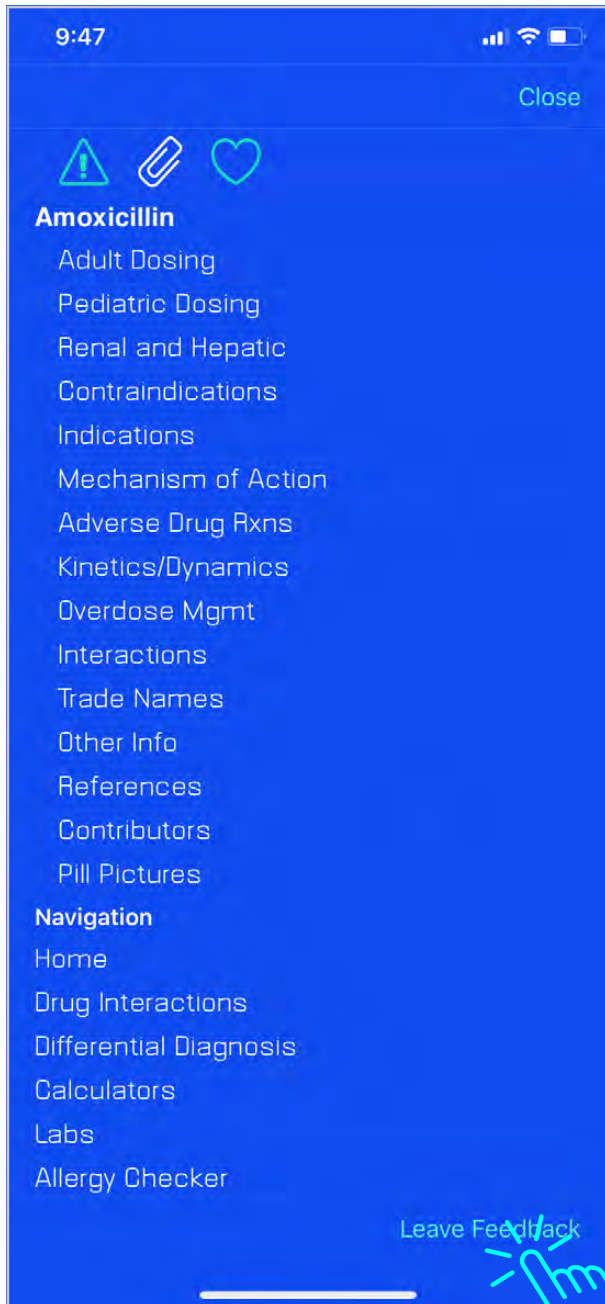 9:47
Close
Amoxicillin
Adult Dosing
Pediatric Dosing
Renal and Hepatic
Contraindications
Indications
Mechanism of Action
Adverse Drug Rxns
Kinetics/Dynamics
Overdose Mgmt
Interactions
Trade Names
Other Info
References
Contributors
Pill Pictures
Navigation
Home
Drug Interactions
Differential Diagnosis
Calculators
Labs
Allergy Checker
Leave Feedback